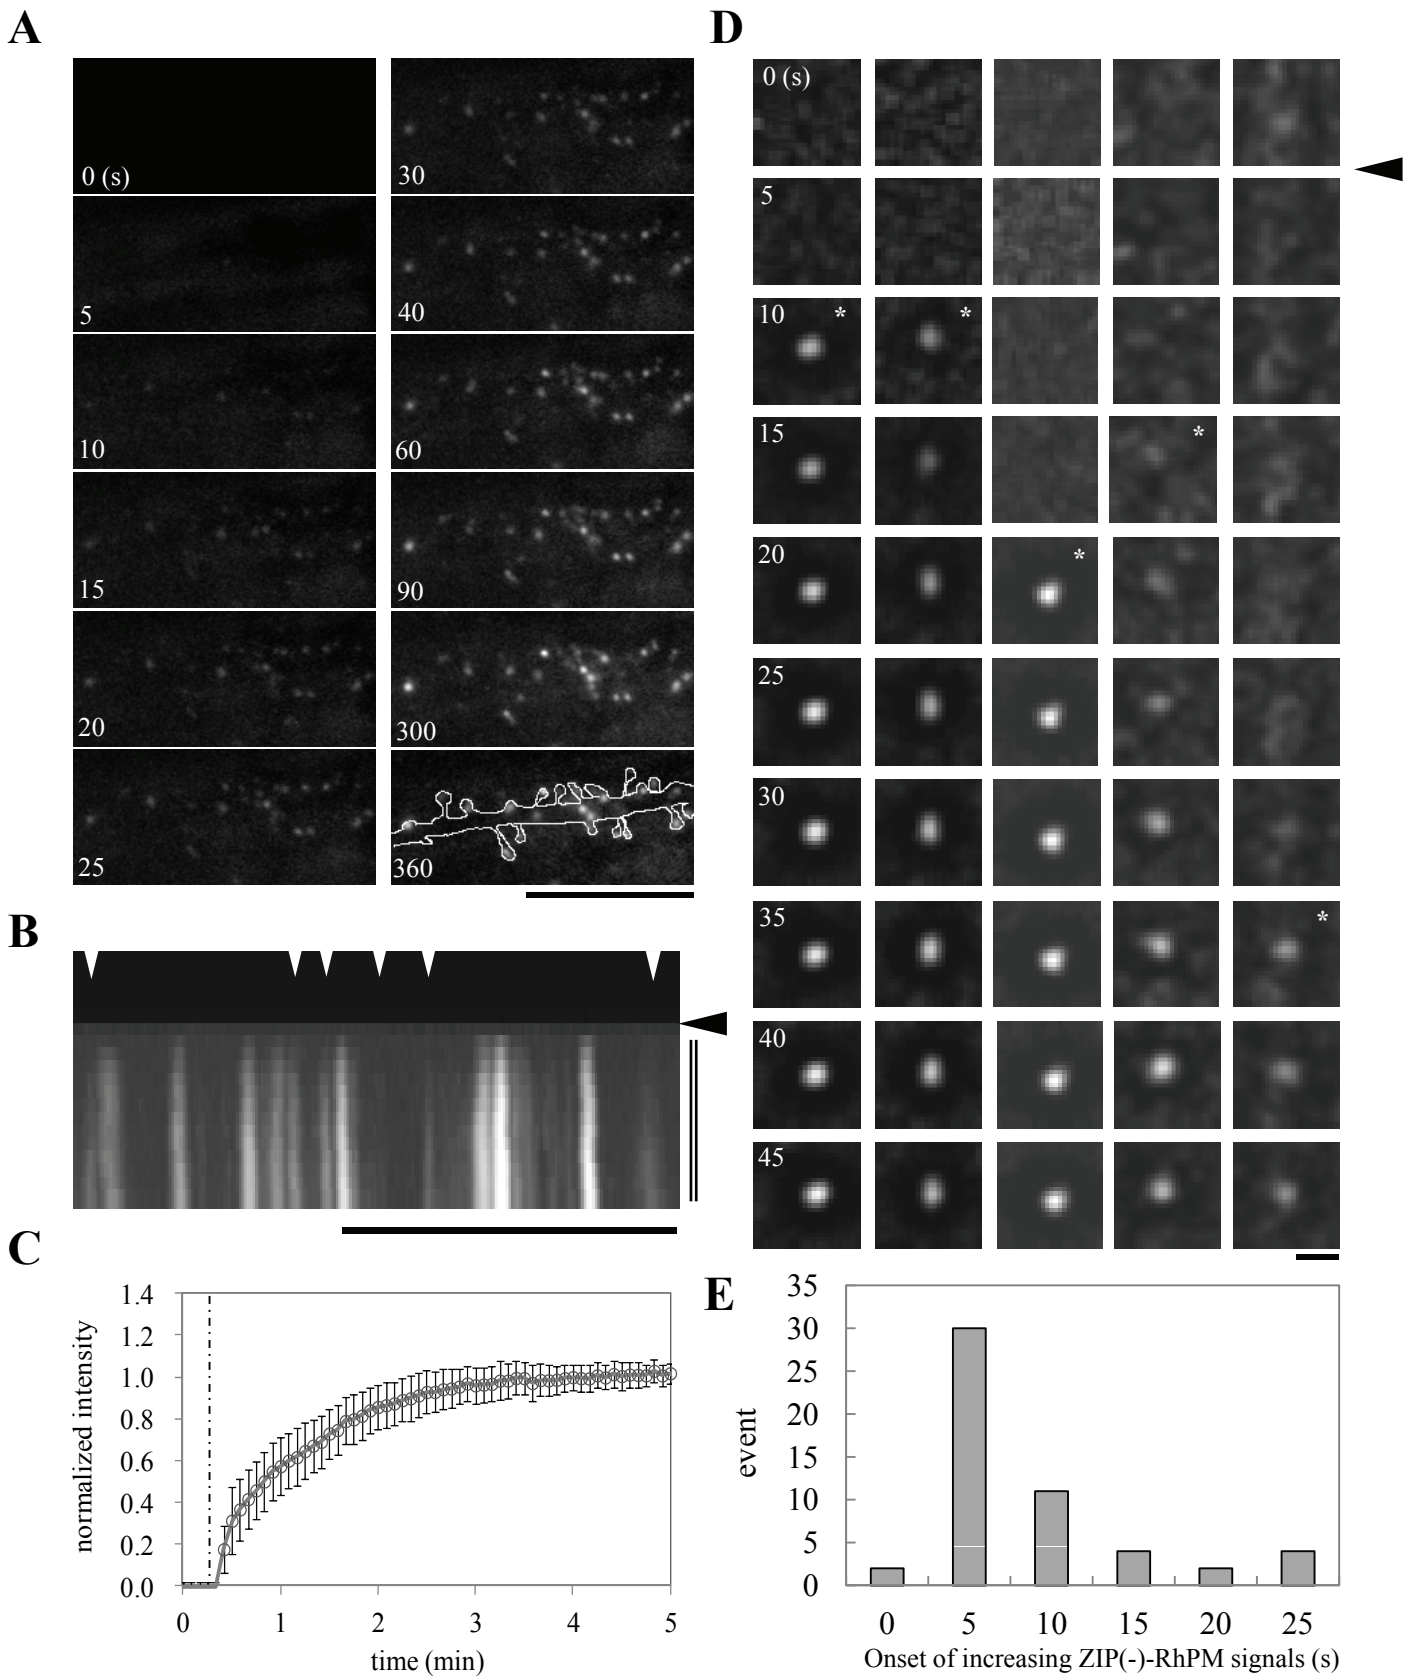 A
0 (s)
5
10
15
20
25
30
40
60
90
300
360
B
C
1.4
1.2
1.0
0.8
0.6
0.4
0.2
0.0
normalized intensity
0 1 2 3 4 5
time (min)
D
0 (s)
5
10 * *
15 *
20 *
25
30
35 *
40
45
E
35
30
25
20
15
10
5
0
event
0 5 10 15 20 25
Onset of increasing ZIP(-)-RhPM signals (s)